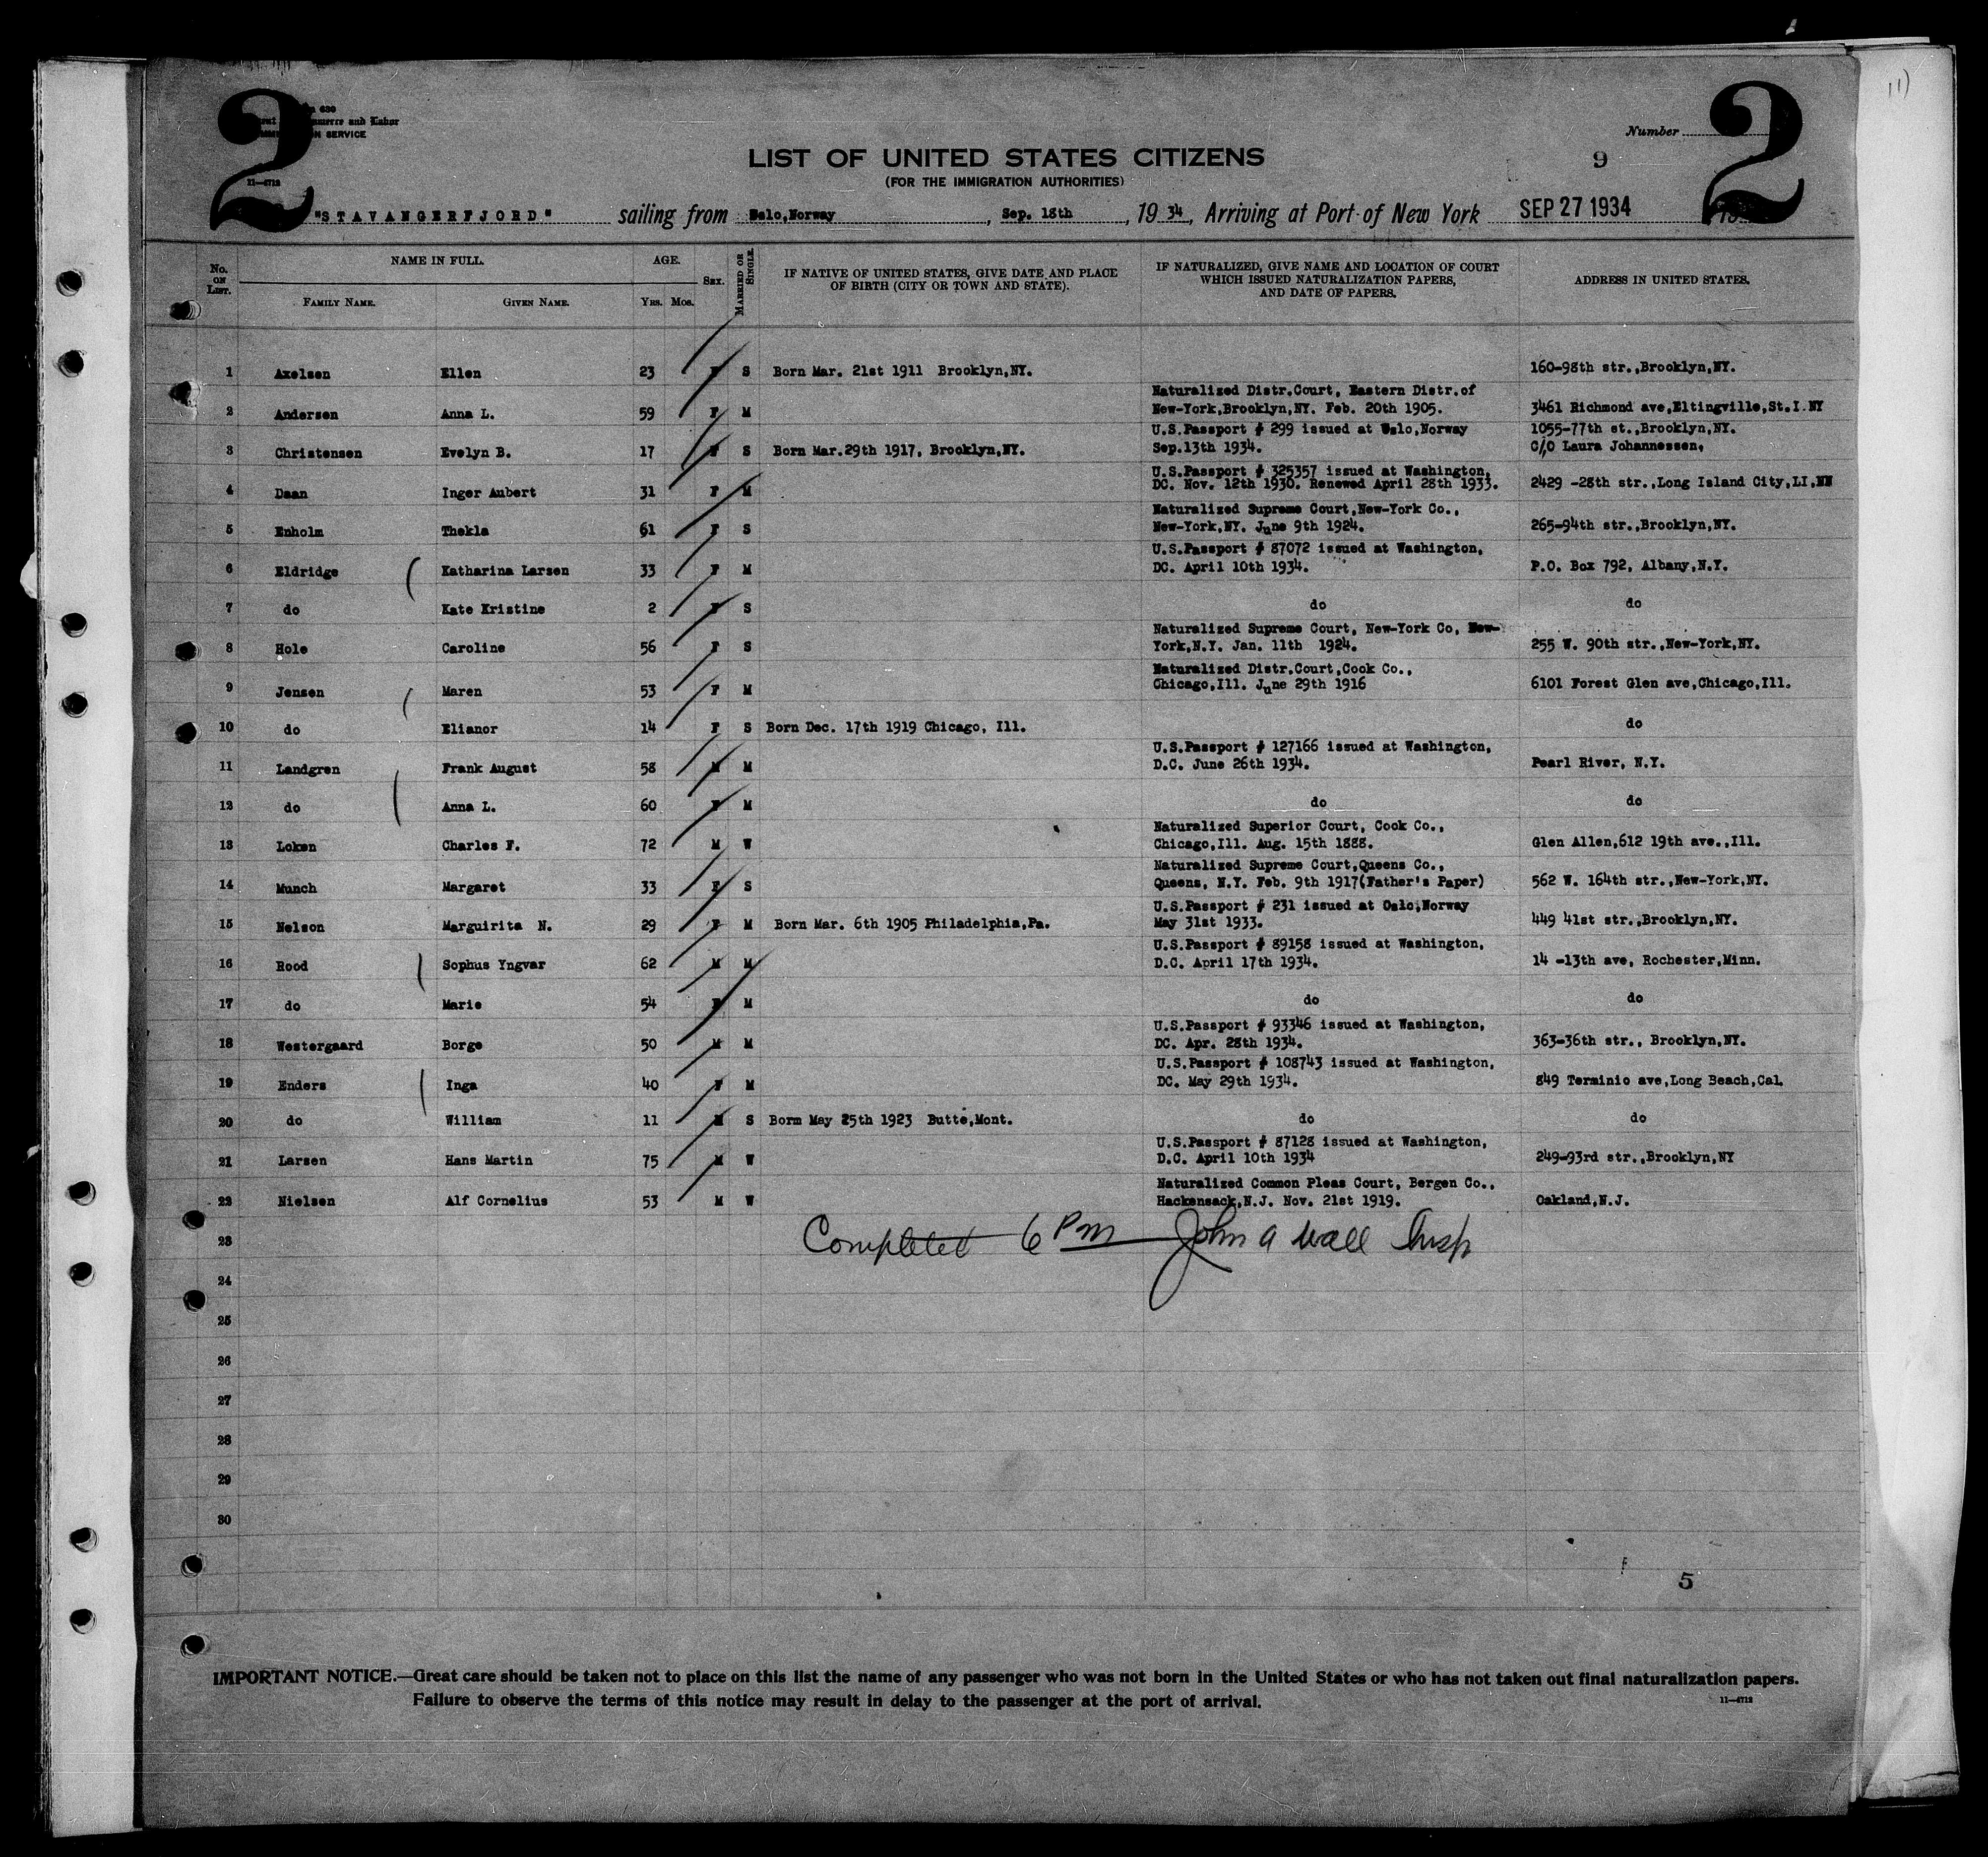 2 2
630
mmerce and Labor
N SERVICE
11-4712
Number
LIST OF UNITED STATES CITIZENS
9
(FOR THE IMMIGRATION AUTHORITIES)
"STAVANGERFJORD" sailing from Oslo,Norway, Sep. 18th, 1934, Arriving at Port of New York SEP 27 1934
No. ON LIST. NAME IN FULL. FAMILY NAME. GIVEN NAME. AGE. YRS. MOS. SEX. MARRIED OR SINGLE. IF NATIVE OF UNITED STATES, GIVE DATE AND PLACE OF BIRTH (CITY OR TOWN AND STATE). IF NATURALIZED, GIVE NAME AND LOCATION OF COURT WHICH ISSUED NATURALIZATION PAPERS, AND DATE OF PAPERS. ADDRESS IN UNITED STATES.
1 Axelsen Ellen 23 F S Born Mar. 21st 1911 Brooklyn,NY. 160-98th str.,Brooklyn,NY.
2 Andersen Anna L. 59 F M Naturalized Distr.Court, Eastern Distr.of New-York,Brooklyn,NY. Feb. 20th 1905. 3461 Richmond ave,Eltingville,St.I.NY
3 Christensen Evelyn B. 17 F S Born Mar.29th 1917, Brooklyn,NY. U.S.Passport # 299 issued at Oslo,Norway Sep.13th 1934. 1055-77th st.,Brooklyn,NY. C/O Laura Johannessen,
4 Daan Inger Aubert 31 F M U.S.Passport # 325357 issued at Washington, DC. Nov. 12th 1930. Renewed April 28th 1933. 2429 -28th str.,Long Island City,LI,NY
5 Enholm Thekla 61 F S Naturalized Supreme Court,New-York Co., New-York,NY. June 9th 1924. 265-94th str.,Brooklyn,NY.
6 Eldridge Katharina Larsen 33 F M U.S.Passport # 87072 issued at Washington, DC. April 10th 1934. P.O. Box 792, Albany,N.Y.
7 do Kate Kristine 2 F S do do
8 Hole Caroline 56 F S Naturalized Supreme Court, New-York Co, New-York,N.Y. Jan. 11th 1924. 255 W. 90th str.,New-York,NY.
9 Jensen Maren 53 F M Naturalized Distr.Court,Cook Co., Chicago,Ill. June 29th 1916 6101 Forest Glen ave,Chicago,Ill.
10 do Elianor 14 F S Born Dec. 17th 1919 Chicago, Ill. do
11 Landgren Frank August 58 M M U.S.Passport # 127166 issued at Washington, D.C. June 26th 1934. Pearl River, N.Y.
12 do Anna L. 60 F M do do
13 Loken Charles F. 72 M W Naturalized Superior Court, Cook Co., Chicago,Ill. Aug. 15th 1888. Glen Allen,612 19th ave.,Ill.
14 Munch Margaret 33 F S Naturalized Supreme Court,Queens Co., Queens, N.Y. Feb. 9th 1917(Father's Paper) 562 W. 164th str.,New-York,NY.
15 Nelson Marguirita N. 29 F M Born Mar. 6th 1905 Philadelphia,Pa. U.S.Passport # 231 issued at Oslo,Norway May 31st 1933. 449 41st str.,Brooklyn,NY.
16 Rood Sophus Yngvar 62 M M U.S.Passport # 89158 issued at Washington, D.C. April 17th 1934. 14 -13th ave, Rochester,Minn.
17 do Marie 54 F M do do
18 Westergaard Borge 50 M M U.S.Passport # 93346 issued at Washington, DC. Apr. 28th 1934. 363-36th str., Brooklyn,NY.
19 Enders Inga 40 F M U.S.Passport # 108743 issued at Washington, DC. May 29th 1934. 849 Terminio ave,Long Beach,Cal.
20 do William 11 M S Born May 25th 1923 Butte,Mont. do do
21 Larsen Hans Martin 75 M W U.S.Passport # 87128 issued at Washington, D.C. April 10th 1934 249-93rd str.,Brooklyn,NY
22 Nielsen Alf Cornelius 53 M W Naturalized Common Pleas Court, Bergen Co., Hackensack,N.J. Nov. 21st 1919. Oakland,N.J.
23 Completed 6 PM John A Wall Insp
24
25
26
27
28
29
30
5
IMPORTANT NOTICE.—Great care should be taken not to place on this list the name of any passenger who was not born in the United States or who has not taken out final naturalization papers.
Failure to observe the terms of this notice may result in delay to the passenger at the port of arrival.
11-4712